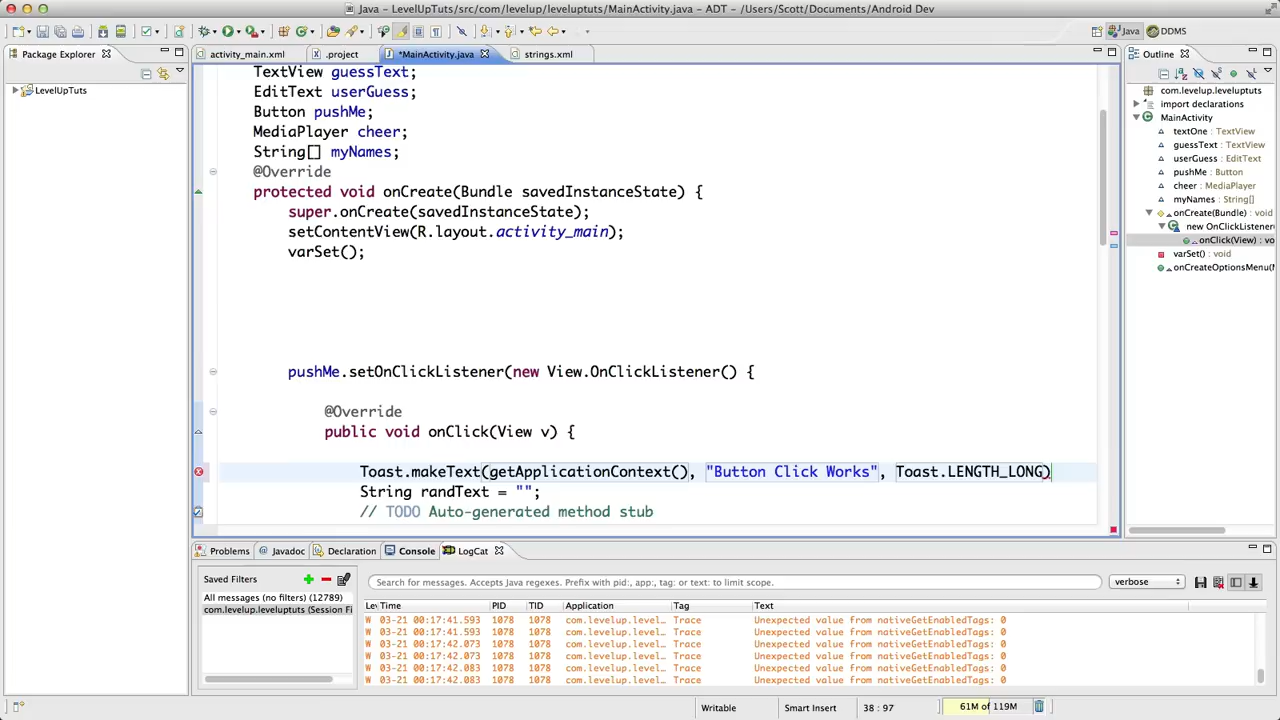 Java - LevelUpTuts/src/com/levelup/leveluptuts/MainActivity.java - ADT - /Users/Scott/Documents/Android Dev
Java
DDMS
Package Explorer
activity_main.xml
.project
*MainActivity.java
strings.xml
Outline
LevelUpTuts
TextView guessText;
EditText userGuess;
Button pushMe;
MediaPlayer cheer;
String[] myNames;
@Override
protected void onCreate(Bundle savedInstanceState) {
super.onCreate(savedInstanceState);
setContentView(R.layout.activity_main);
varSet();
pushMe.setOnClickListener(new View.OnClickListener() {
@Override
public void onClick(View v) {
Toast.makeText(getApplicationContext(), "Button Click Works", Toast.LENGTH_LONG)
String randText = "";
// TODO Auto-generated method stub
com.levelup.leveluptuts
import declarations
MainActivity
textOne : TextView
guessText : TextView
userGuess : EditText
pushMe : Button
cheer : MediaPlayer
myNames : String[]
onCreate(Bundle) : void
new OnClickListener
onClick(View) : vo
varSet() : void
onCreateOptionsMenu(M
Problems
Javadoc
Declaration
Console
LogCat
Saved Filters
All messages (no filters) (12789)
com.levelup.leveluptuts (Session Fi
Search for messages. Accepts Java regexes. Prefix with pid:, app:, tag: or text: to limit scope.
verbose
Le Time PID TID Application Tag Text
W 03-21 00:17:41.593 1078 1078 com.levelup.level... Trace Unexpected value from nativeGetEnabledTags: 0
W 03-21 00:17:41.593 1078 1078 com.levelup.level... Trace Unexpected value from nativeGetEnabledTags: 0
W 03-21 00:17:42.073 1078 1078 com.levelup.level... Trace Unexpected value from nativeGetEnabledTags: 0
W 03-21 00:17:42.073 1078 1078 com.levelup.level... Trace Unexpected value from nativeGetEnabledTags: 0
W 03-21 00:17:42.083 1078 1078 com.levelup.level... Trace Unexpected value from nativeGetEnabledTags: 0
W 03-21 00:17:42.083 1078 1078 com.levelup.level... Trace Unexpected value from nativeGetEnabledTags: 0
Writable
Smart Insert
38 : 97
61M of 119M